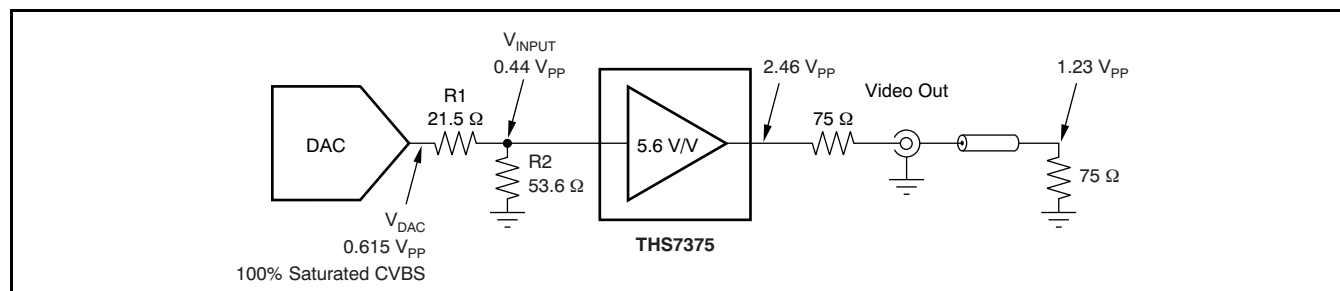 V_INPUT
0.44 V_PP
R1
21.5 Ω
DAC
R2
53.6 Ω
V_DAC
0.615 V_PP
100% Saturated CVBS
5.6 V/V
THS7375
2.46 V_PP
75 Ω
Video Out
1.23 V_PP
75 Ω